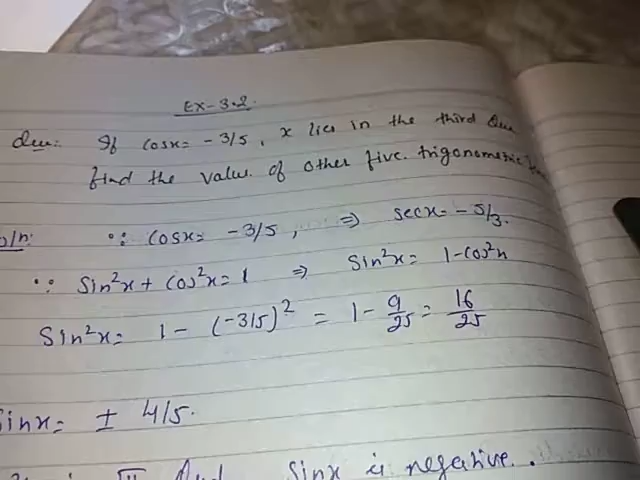 Ex-3.2.
Que: If cosx= -3/5, x lies in the third
find the value of other five trigonometric
∵ cosx= -3/5, ⇒ secx= -5/3.
∵ Sin²x + Cos²x = 1 ⇒ Sin²x = 1-Cos²x
Sin²x= 1 - (-3/5)² = 1 - 9/25 = 16/25
Sinx= ± 4/5.
Sinx is negative.